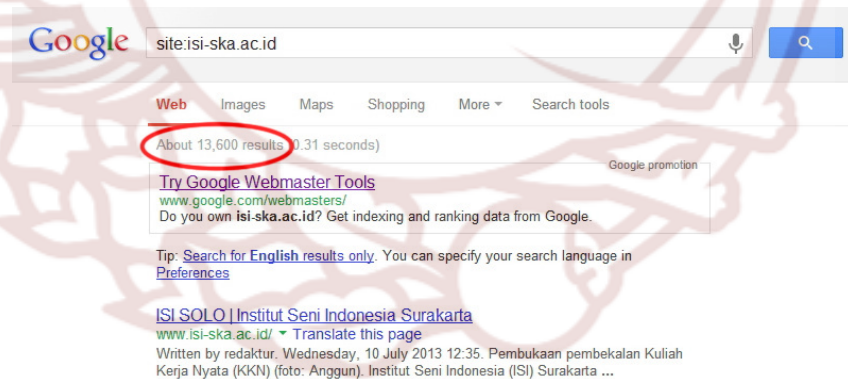 Google site:isi-ska.ac.id
Web Images Maps Shopping More Search tools
About 13,600 results (0.31 seconds)
Google promotion
Try Google Webmaster Tools
www.google.com/webmasters/
Do you own isi-ska.ac.id? Get indexing and ranking data from Google.
Tip: Search for English results only. You can specify your search language in
Preferences
ISI SOLO | Institut Seni Indonesia Surakarta
www.isi-ska.ac.id/ Translate this page
Written by redaktur. Wednesday, 10 July 2013 12:35. Pembukaan pembekalan Kuliah
Kerja Nyata (KKN) (foto: Anggun). Institut Seni Indonesia (ISI) Surakarta ...